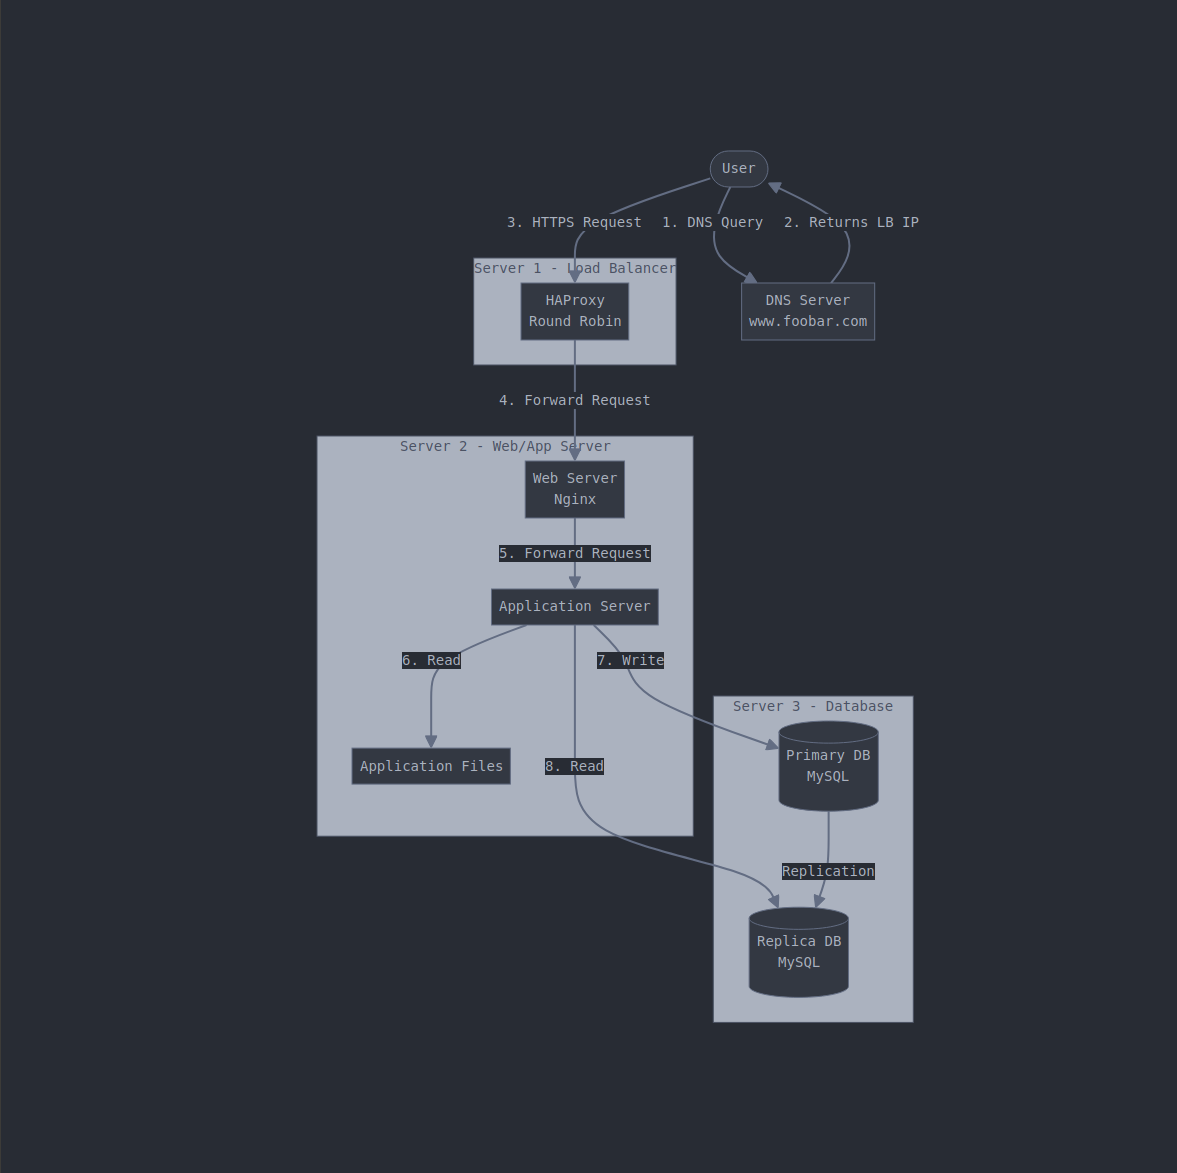 User
3. HTTPS Request
1. DNS Query
2. Returns LB IP
Server 1 - Load Balancer
HAProxy
Round Robin
DNS Server
www.foobar.com
4. Forward Request
Server 2 - Web/App Server
Web Server
Nginx
5. Forward Request
Application Server
6. Read
7. Write
Server 3 - Database
Primary DB
MySQL
Application Files
8. Read
Replication
Replica DB
MySQL